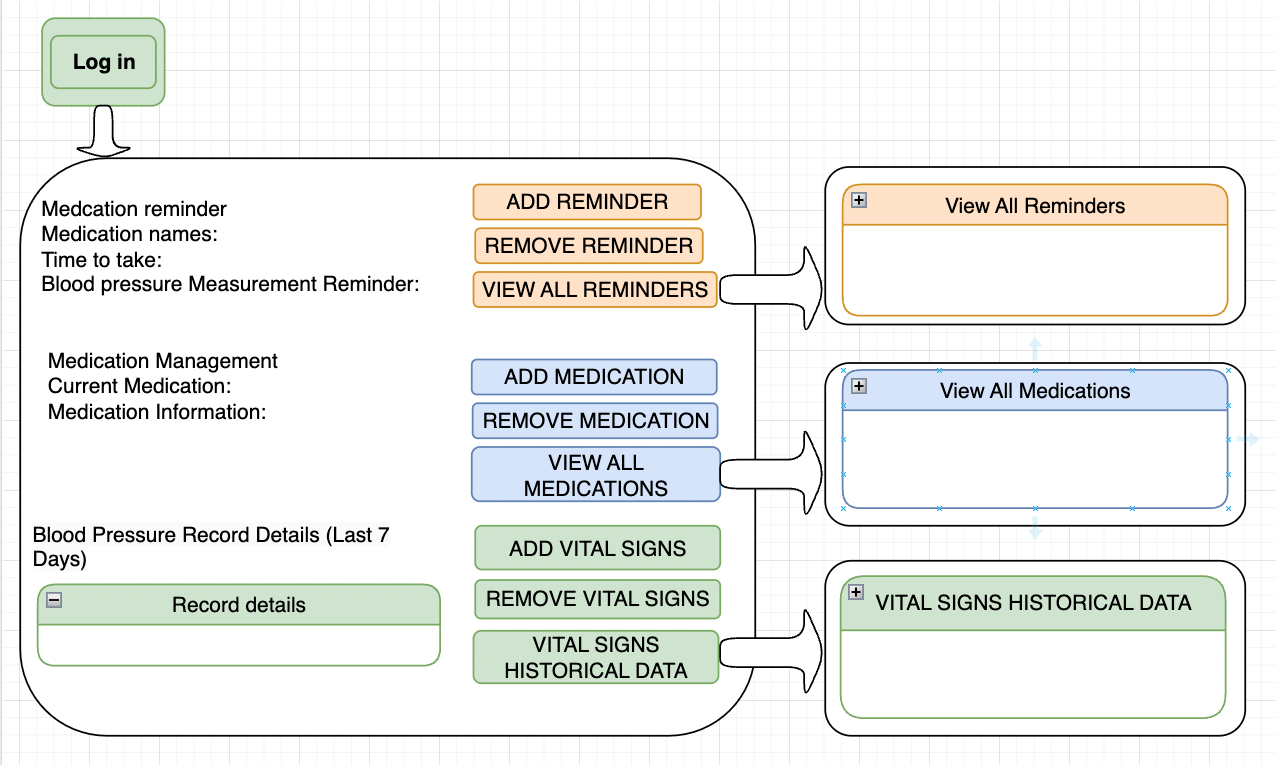 Log in
Medcation reminder
Medication names:
Time to take:
Blood pressure Measurement Reminder:
ADD REMINDER
REMOVE REMINDER
VIEW ALL REMINDERS
View All Reminders
Medication Management
Current Medication:
Medication Information:
ADD MEDICATION
REMOVE MEDICATION
VIEW ALL
MEDICATIONS
View All Medications
Blood Pressure Record Details (Last 7
Days)
Record details
ADD VITAL SIGNS
REMOVE VITAL SIGNS
VITAL SIGNS
HISTORICAL DATA
VITAL SIGNS HISTORICAL DATA